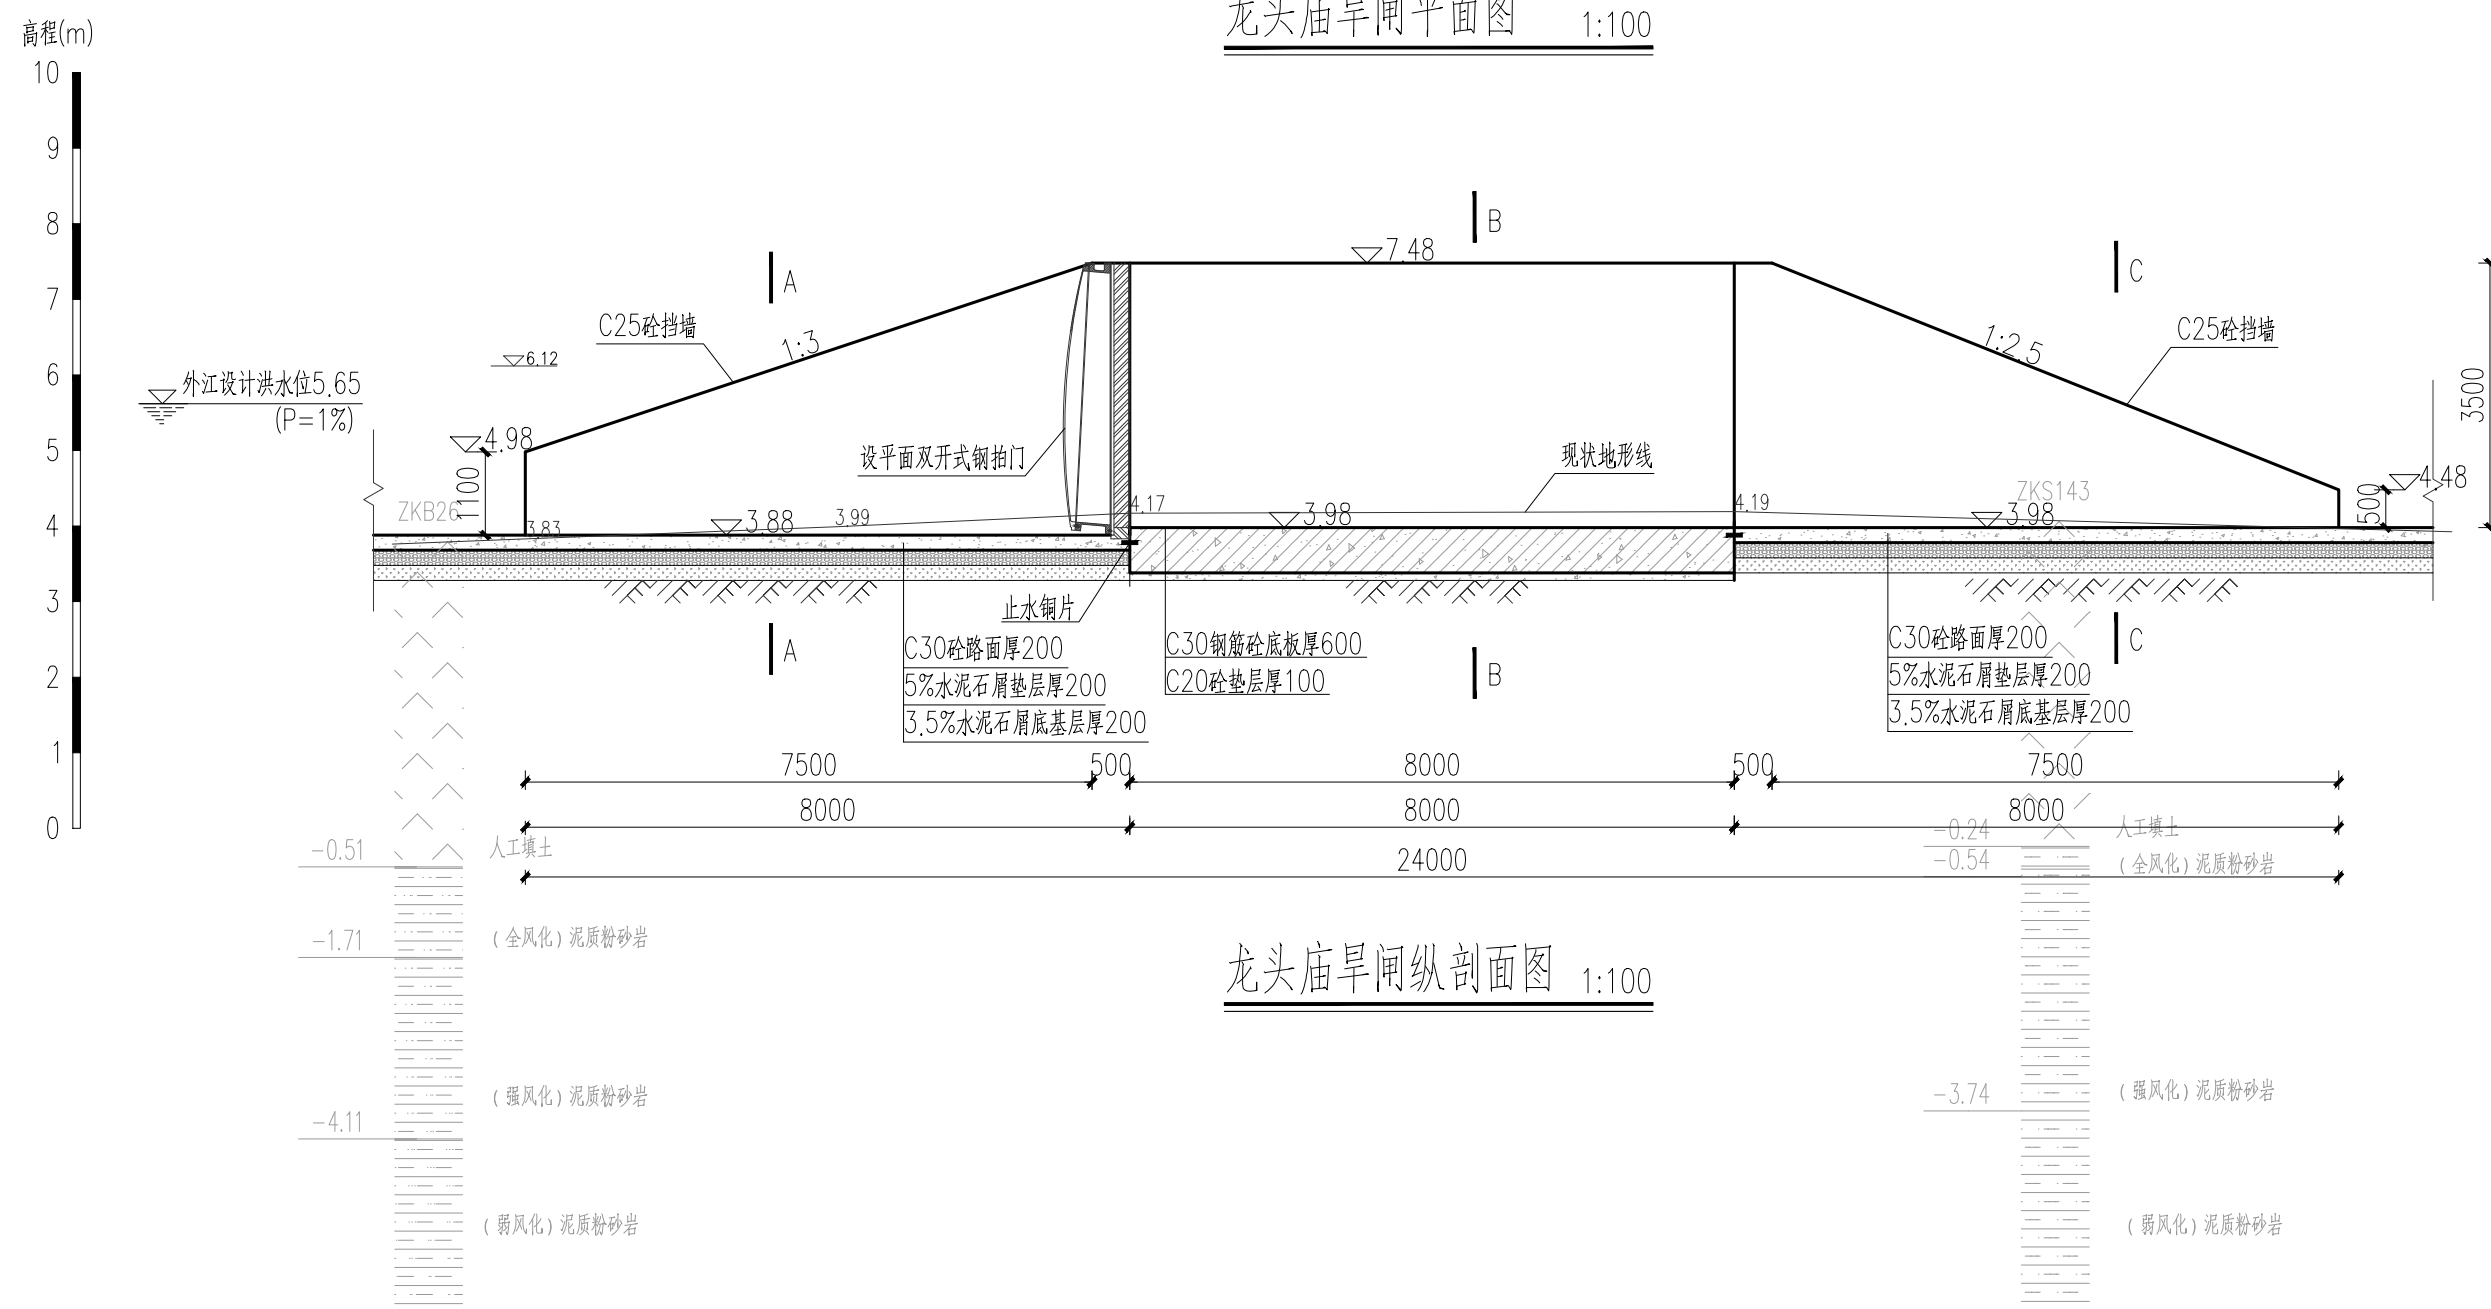 龙头庙旱闸平面图 1:100
高程(m)
10
9
8
7
6
5
4
3
2
1
0
B
7.48
A
C
C25砼挡墙
1:3
1:2.5
C25砼挡墙
6.12
外江设计洪水位5.65
(P=1%)
3500
4.98
设平面双开式钢拍门
现状地形线
1100
ZKB26
3.83
3.88
3.99
4.17
3.98
4.19
ZKS143
3.98
500
4.48
止水铜片
A
B
C
C30砼路面厚200
5%水泥石屑垫层厚200
3.5%水泥石屑底基层厚200
C30钢筋砼底板厚600
C20砼垫层厚100
C30砼路面厚200
5%水泥石屑垫层厚200
3.5%水泥石屑底基层厚200
7500 500 8000 500 7500
8000 8000 8000
24000
-0.51 人工填土
-0.24 人工填土
-0.54 (全风化)泥质粉砂岩
-1.71 (全风化)泥质粉砂岩
龙头庙旱闸纵剖面图 1:100
(强风化)泥质粉砂岩
-4.11
-3.74 (强风化)泥质粉砂岩
(弱风化)泥质粉砂岩
(弱风化)泥质粉砂岩